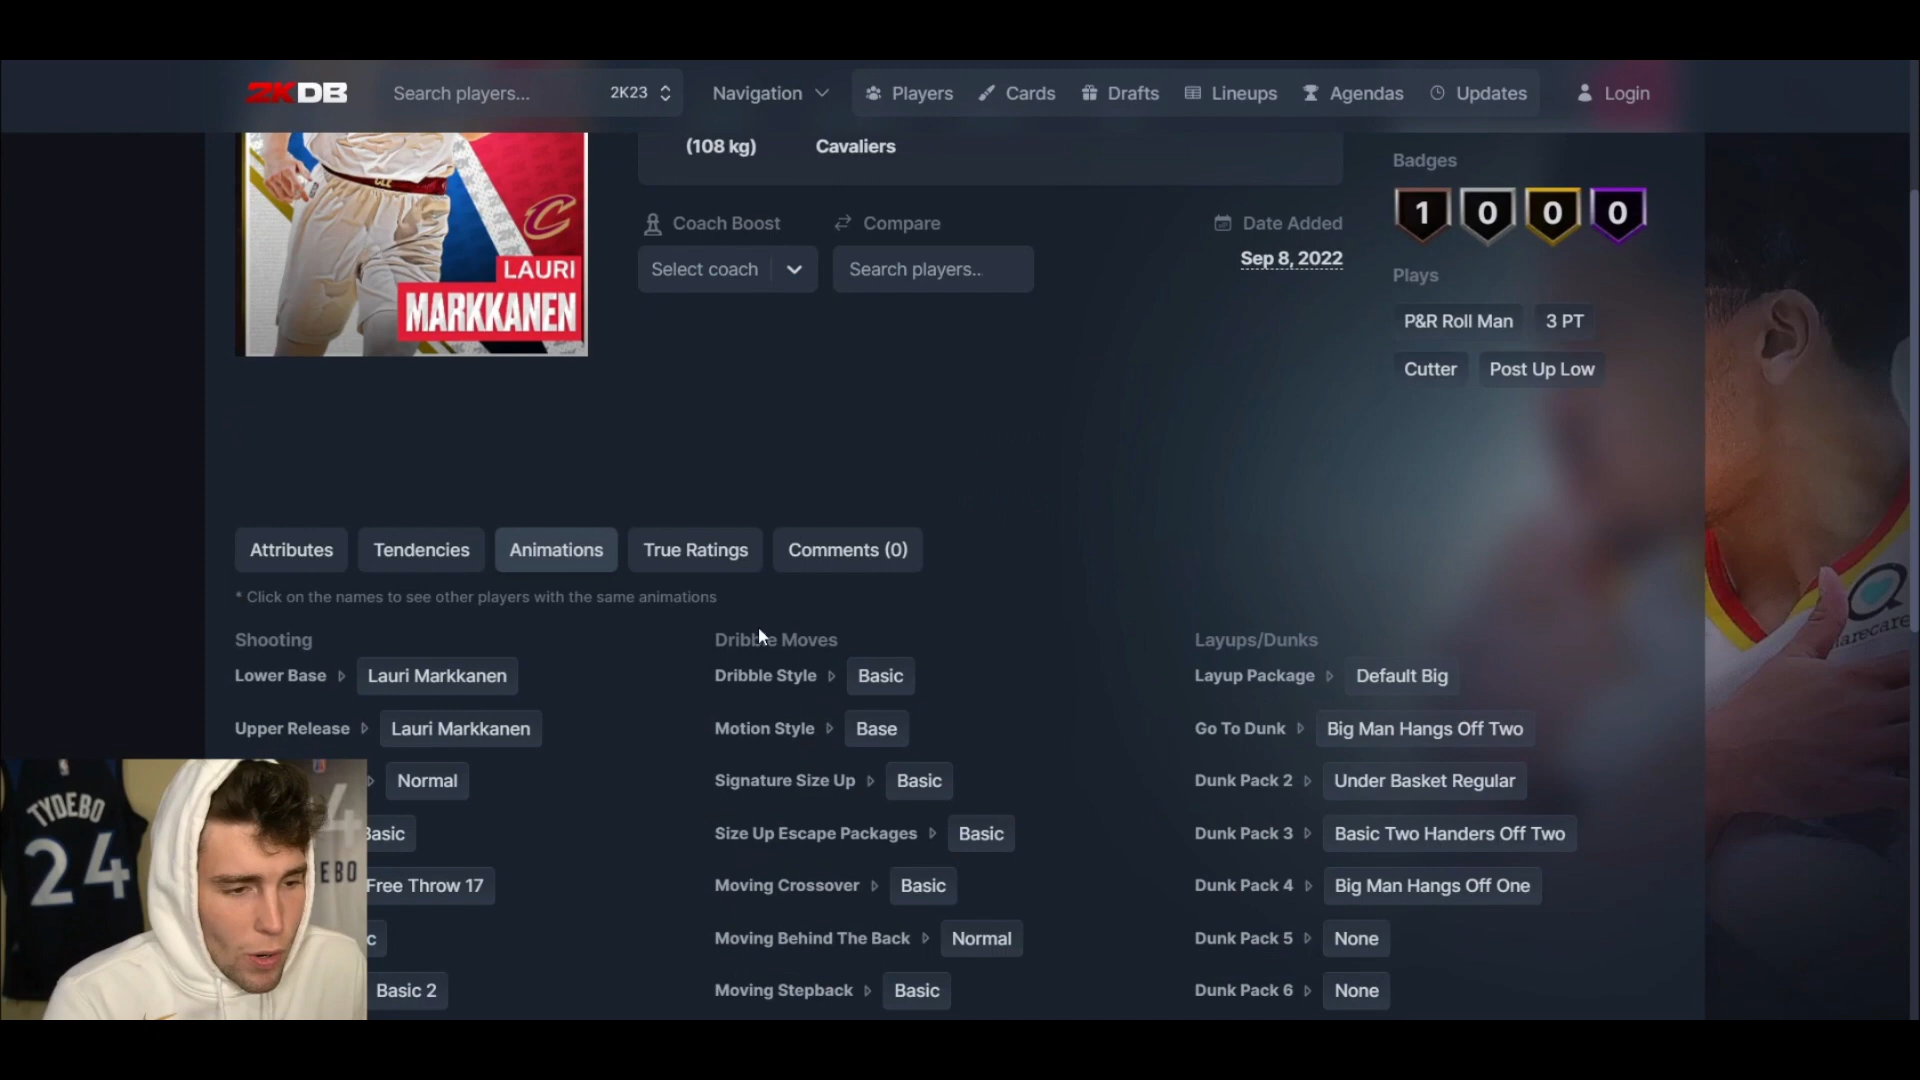 2KDB
Search players...
2K23
Navigation
Players
Cards
Drafts
Lineups
Agendas
Updates
Login
(108 kg)
Cavaliers
Badges
1
0
0
0
Coach Boost
Compare
Date Added
Select coach
Search players..
Sep 8, 2022
Plays
P&R Roll Man
3 PT
Cutter
Post Up Low
LAURI
MARKKANEN
Attributes
Tendencies
Animations
True Ratings
Comments (0)
* Click on the names to see other players with the same animations
Shooting
Lower Base
Lauri Markkanen
Upper Release
Lauri Markkanen
Normal
Basic
Free Throw 17
c
Basic 2
Dribble Moves
Dribble Style
Basic
Motion Style
Base
Signature Size Up
Basic
Size Up Escape Packages
Basic
Moving Crossover
Basic
Moving Behind The Back
Normal
Moving Stepback
Basic
Layups/Dunks
Layup Package
Default Big
Go To Dunk
Big Man Hangs Off Two
Dunk Pack 2
Under Basket Regular
Dunk Pack 3
Basic Two Handers Off Two
Dunk Pack 4
Big Man Hangs Off One
Dunk Pack 5
None
Dunk Pack 6
None
TYDEBO
24
4
EBO
arecare